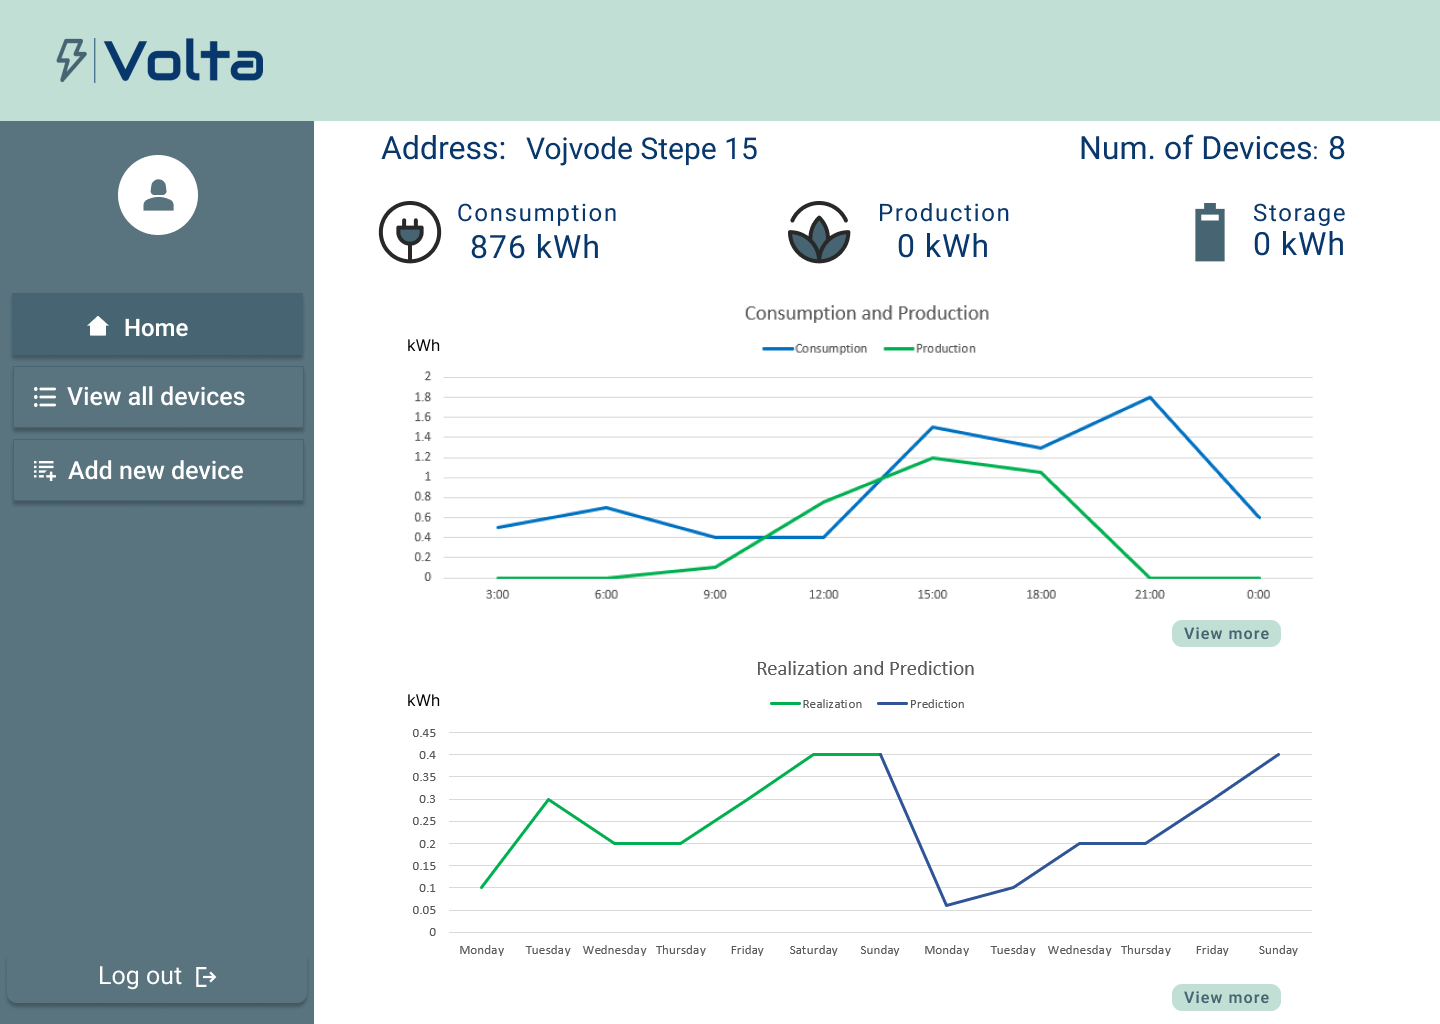 Volta
Address: Vojvode Stepe 15
Num. of Devices: 8
Consumption
876 kWh
Production
0 kWh
Storage
0 kWh
Home
View all devices
Add new device
Log out
Consumption and Production
kWh
Consumption Production
2
1.8
1.6
1.4
1.2
1
0.8
0.6
0.4
0.2
0
3:00 6:00 9:00 12:00 15:00 18:00 21:00 0:00
View more
Realization and Prediction
kWh
Realization Prediction
0.45
0.4
0.35
0.3
0.25
0.2
0.15
0.1
0.05
0
Monday Tuesday Wednesday Thursday Friday Saturday Sunday Monday Tuesday Wednesday Thursday Friday Sunday
View more